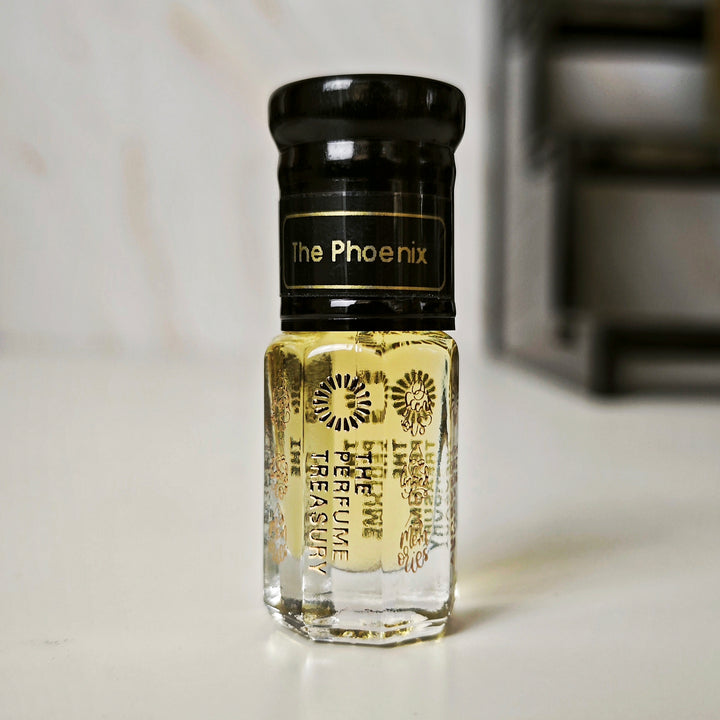 The Phoenix
THE
PERFUME
TREASURY